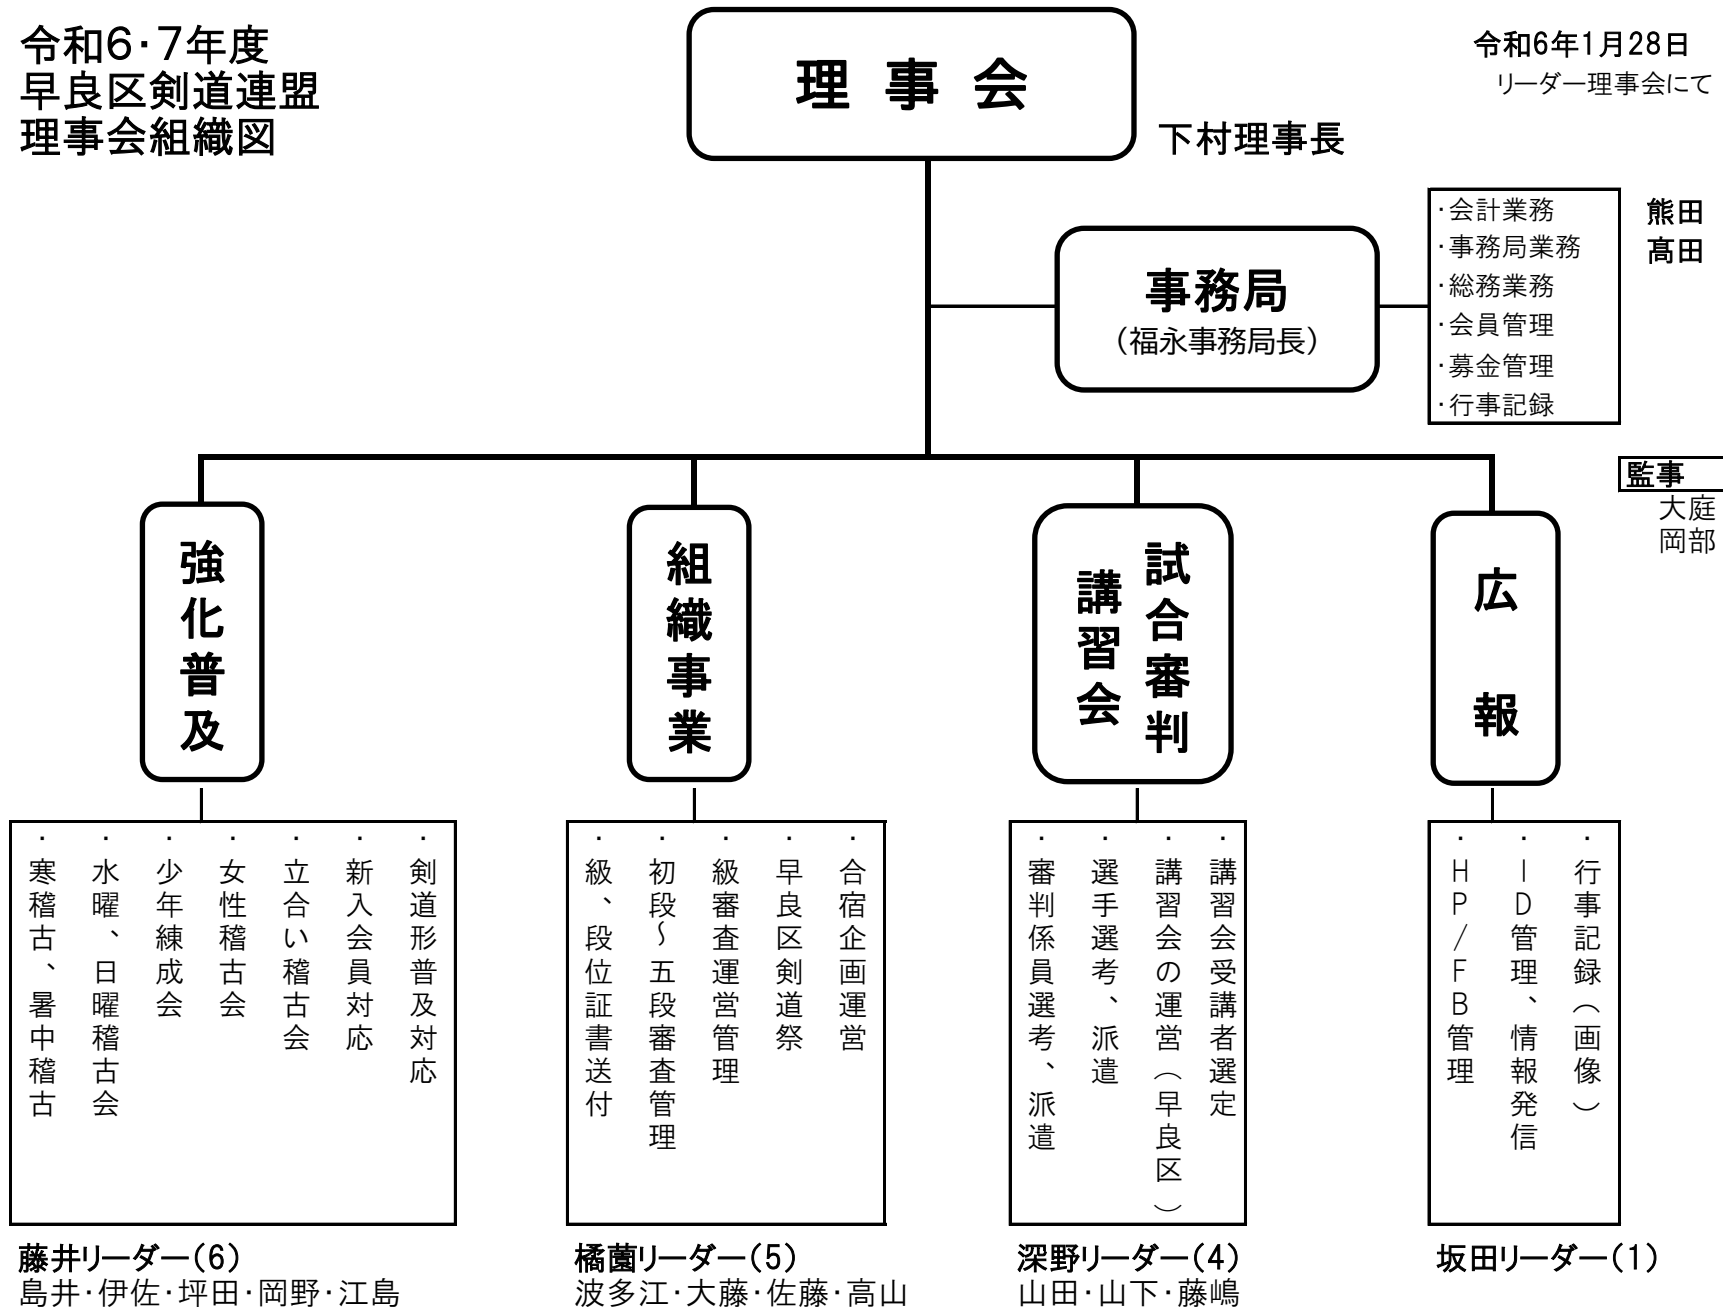 令和6・7年度
早良区剣道連盟
理事会組織図
理事会
令和6年1月28日
リーダー理事会にて
下村理事長
事務局
（福永事務局長）
・会計業務
・事務局業務
・総務業務
・会員管理
・募金管理
・行事記録
熊田
髙田
監事
大庭
岡部
強化普及
組織事業
試合審判
講習会
広報
・剣道形普及対応
・新入会員対応
・立合い稽古会
・女性稽古会
・少年練成会
・水曜、日曜稽古会
・寒稽古、暑中稽古
・合宿企画運営
・早良区剣道祭
・級審査運営管理
・初段～五段審査管理
・級、段位証書送付
・講習会受講者選定
・講習会の運営（早良区）
・選手選考、派遣
・審判係員選考、派遣
・行事記録（画像）
・ID管理、情報発信
・HP/FB管理
藤井リーダー（6）
島井・伊佐・坪田・岡野・江島
橘薗リーダー（5）
波多江・大藤・佐藤・高山
深野リーダー（4）
山田・山下・藤嶋
坂田リーダー（1）